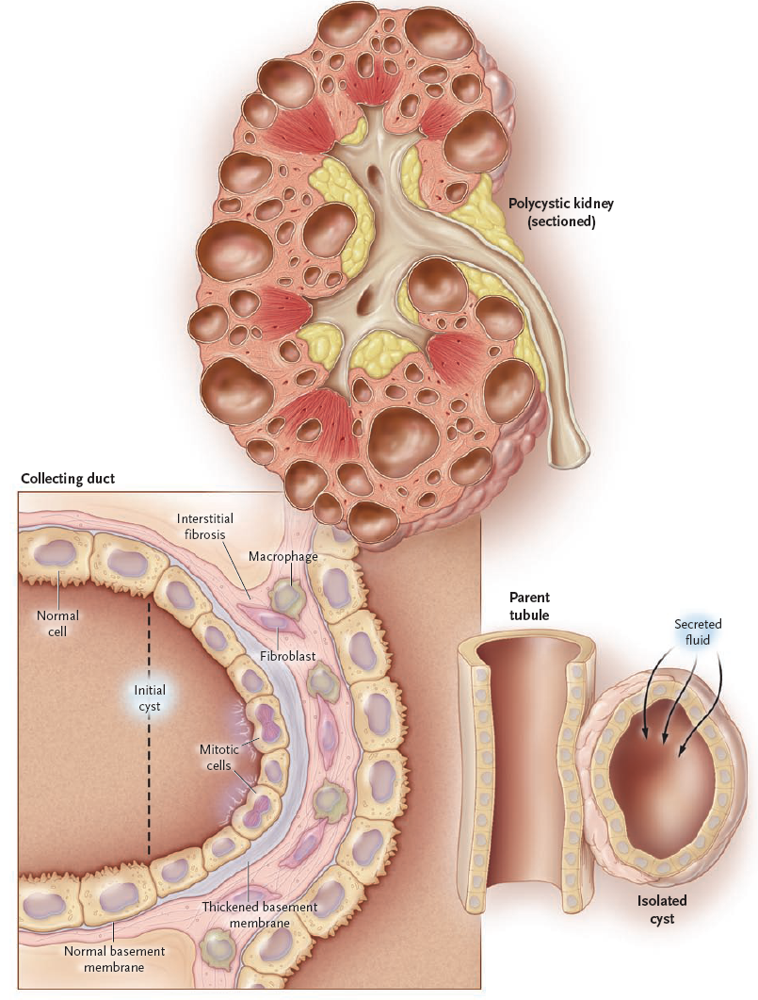 Polycystic kidney
(sectioned)
Collecting duct
Interstitial
fibrosis
Macrophage
Normal
cell
Fibroblast
Initial
cyst
Mitotic
cells
Thickened basement
membrane
Normal basement
membrane
Parent
tubule
Secreted
fluid
Isolated
cyst